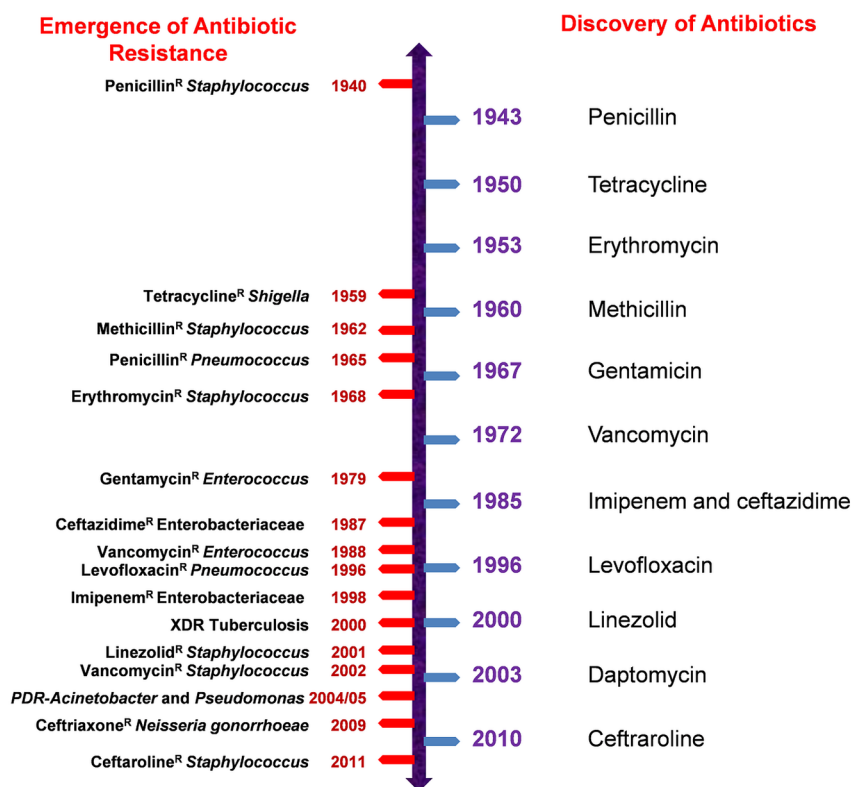 Emergence of Antibiotic
Resistance
Penicillinᴿ Staphylococcus 1940
Tetracyclineᴿ Shigella 1959
Methicillinᴿ Staphylococcus 1962
Penicillinᴿ Pneumococcus 1965
Erythromycinᴿ Staphylococcus 1968
Gentamycinᴿ Enterococcus 1979
Ceftazidimeᴿ Enterobacteriaceae 1987
Vancomycinᴿ Enterococcus 1988
Levofloxacinᴿ Pneumococcus 1996
Imipenemᴿ Enterobacteriaceae 1998
XDR Tuberculosis 2000
Linezolidᴿ Staphylococcus 2001
Vancomycinᴿ Staphylococcus 2002
PDR-Acinetobacter and Pseudomonas 2004/05
Ceftriaxoneᴿ Neisseria gonorrhoeae 2009
Ceftarolineᴿ Staphylococcus 2011
Discovery of Antibiotics
1943 Penicillin
1950 Tetracycline
1953 Erythromycin
1960 Methicillin
1967 Gentamicin
1972 Vancomycin
1985 Imipenem and ceftazidime
1996 Levofloxacin
2000 Linezolid
2003 Daptomycin
2010 Ceftraroline